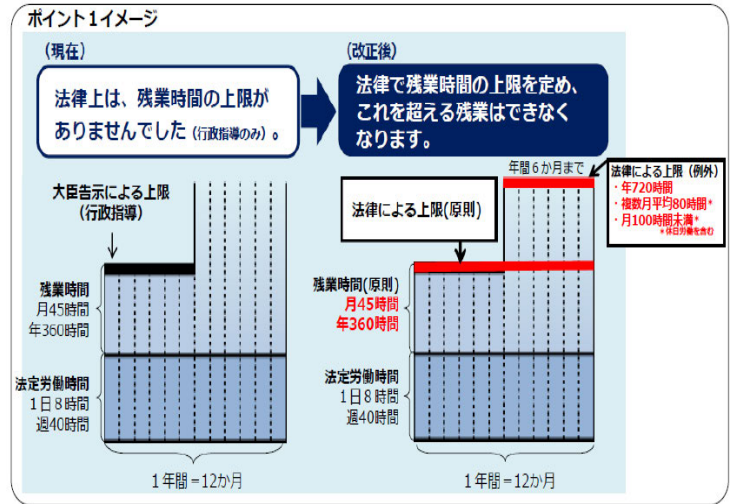 ポイント1イメージ
(現在)
法律上は、残業時間の上限が
ありませんでした(行政指導のみ)。
(改正後)
法律で残業時間の上限を定め、
これを超える残業はできなく
なります。
大臣告示による上限
(行政指導)
残業時間
月45時間
年360時間
法定労働時間
1日8時間
週40時間
1年間=12か月
年間6か月まで
法律による上限(原則)
法律による上限(例外)
・年720時間
・複数月平均80時間*
・月100時間未満*
*休日労働を含む
残業時間(原則)
月45時間
年360時間
法定労働時間
1日8時間
週40時間
1年間=12か月